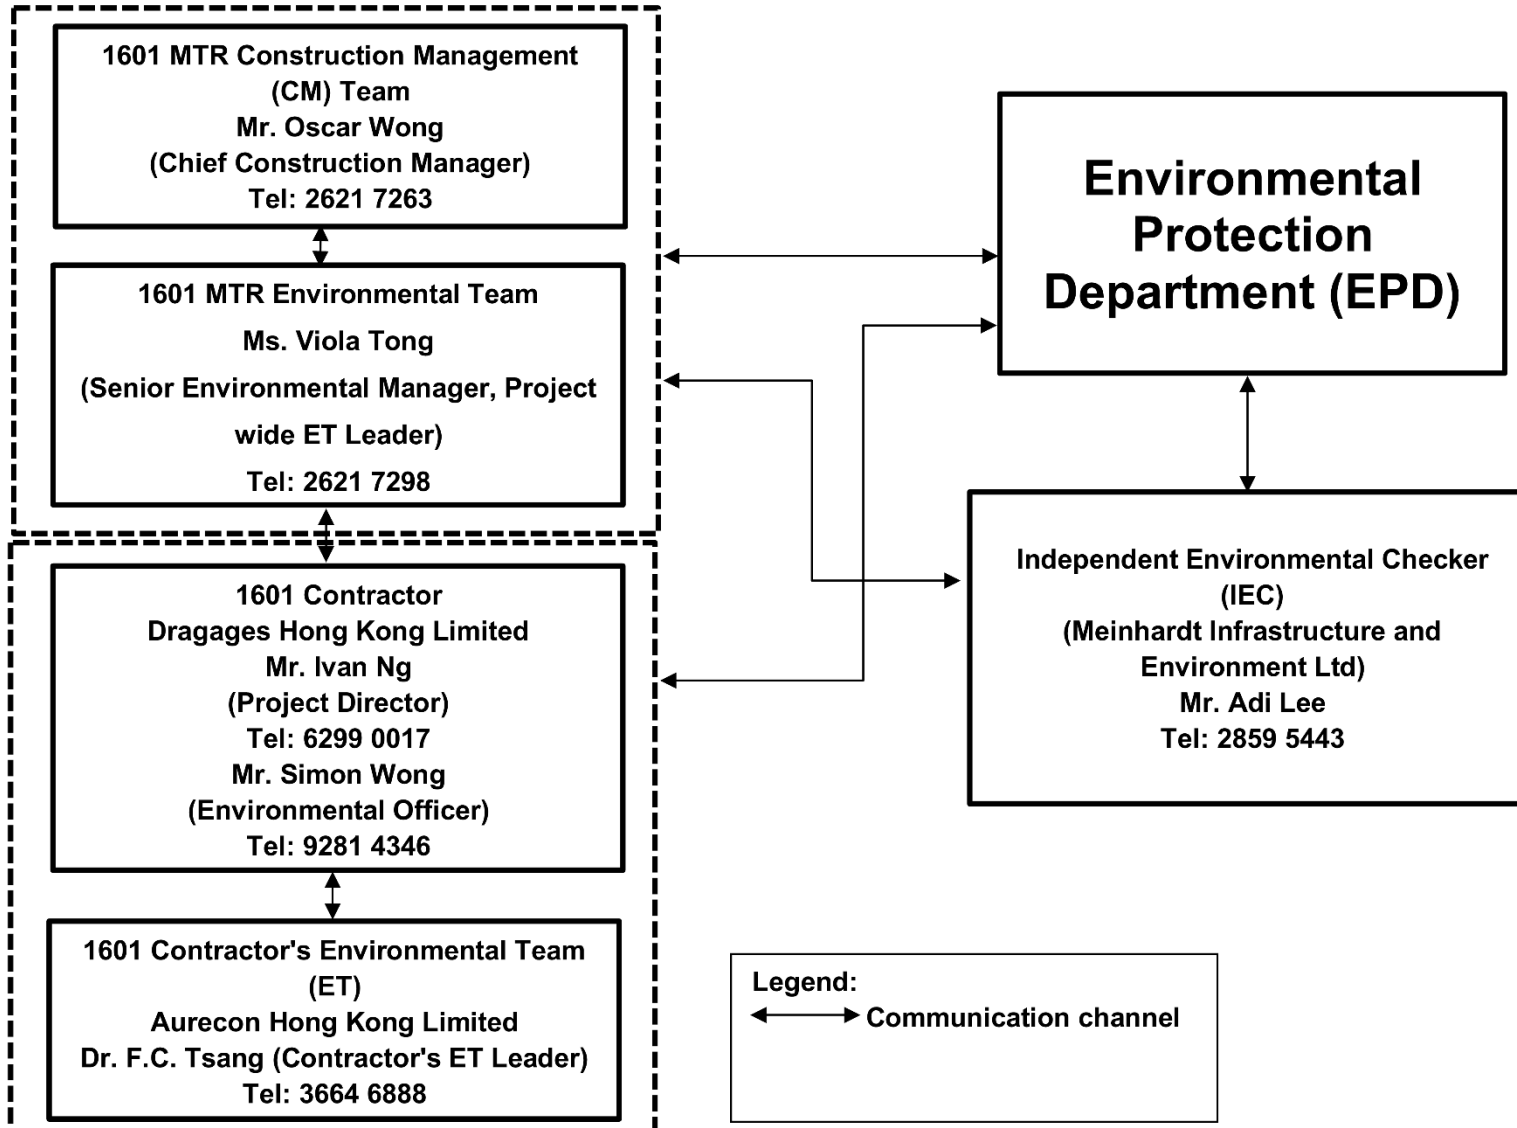 1601 MTR Construction Management
(CM) Team
Mr. Oscar Wong
(Chief Construction Manager)
Tel: 2621 7263
1601 MTR Environmental Team
Ms. Viola Tong
(Senior Environmental Manager, Project
wide ET Leader)
Tel: 2621 7298
1601 Contractor
Dragages Hong Kong Limited
Mr. Ivan Ng
(Project Director)
Tel: 6299 0017
Mr. Simon Wong
(Environmental Officer)
Tel: 9281 4346
1601 Contractor's Environmental Team
(ET)
Aurecon Hong Kong Limited
Dr. F.C. Tsang (Contractor's ET Leader)
Tel: 3664 6888
Environmental
Protection
Department (EPD)
Independent Environmental Checker
(IEC)
(Meinhardt Infrastructure and
Environment Ltd)
Mr. Adi Lee
Tel: 2859 5443
Legend:
Communication channel